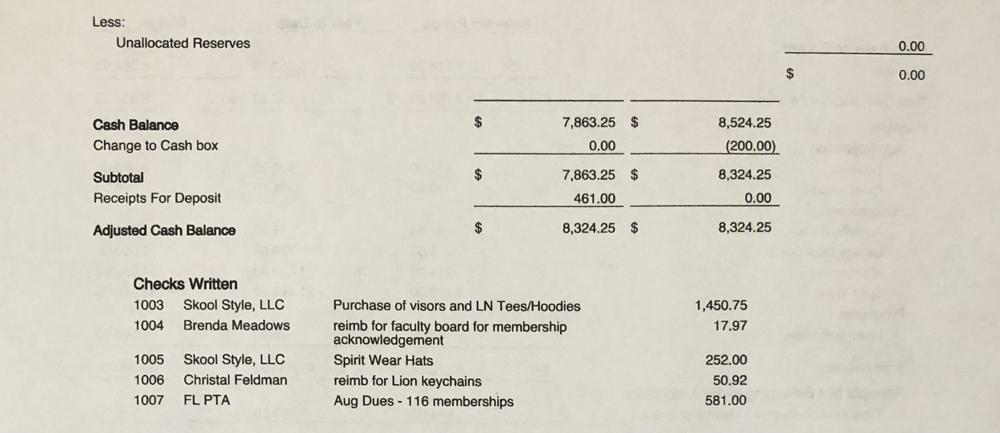 Less:
Unallocated Reserves 0.00
$ 0.00
Cash Balance $ 7,863.25 $ 8,524.25
Change to Cash box 0.00 (200.00)
Subtotal $ 7,863.25 $ 8,324.25
Receipts For Deposit 461.00 0.00
Adjusted Cash Balance $ 8,324.25 $ 8,324.25
Checks Written
1003 Skool Style, LLC Purchase of visors and LN Tees/Hoodies 1,450.75
1004 Brenda Meadows reimb for faculty board for membership 17.97
acknowledgement
1005 Skool Style, LLC Spirit Wear Hats 252.00
1006 Christal Feldman reimb for Lion keychains 50.92
1007 FL PTA Aug Dues - 116 memberships 581.00